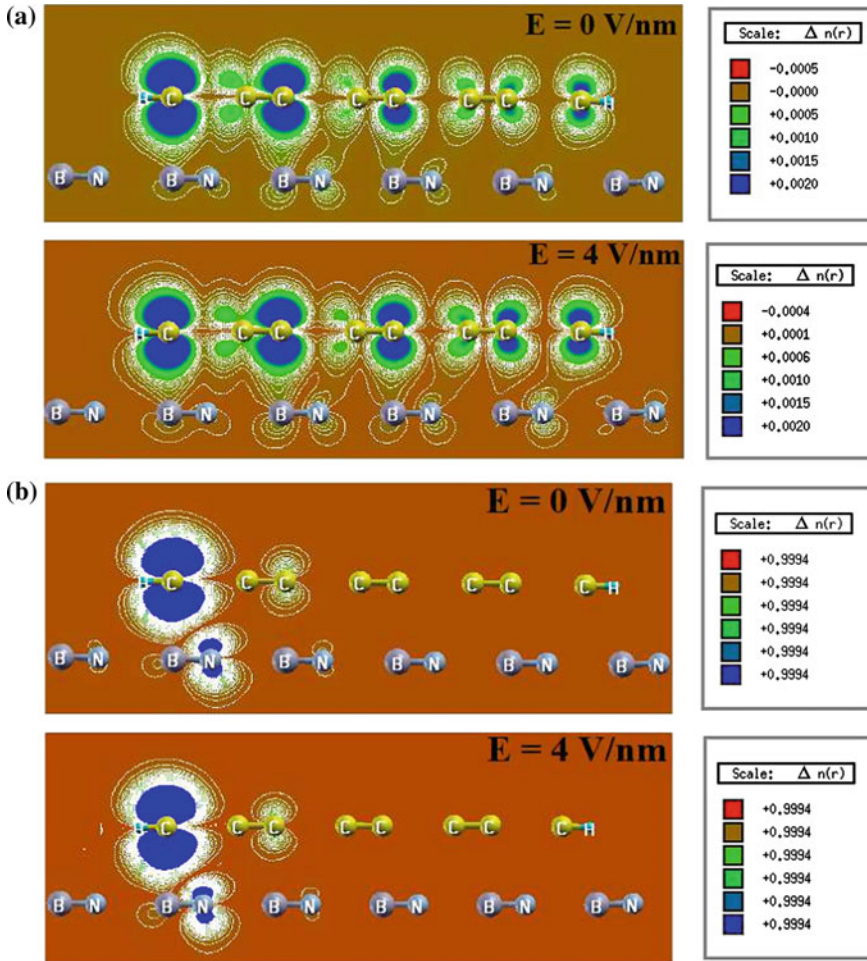 (a)
E = 0 V/nm
H C C C C C C C C H
B N B N B N B N B N B N
Scale: Δ n(r)
-0.0005
-0.0000
+0.0005
+0.0010
+0.0015
+0.0020
E = 4 V/nm
H C C C C C C C C H
B N B N B N B N B N B N
Scale: Δ n(r)
-0.0004
+0.0001
+0.0006
+0.0010
+0.0015
+0.0020
(b)
E = 0 V/nm
H C C C C C C C C H
B N B N B N B N B N B N
Scale: Δ n(r)
+0.9994
+0.9994
+0.9994
+0.9994
+0.9994
+0.9994
E = 4 V/nm
H C C C C C C C C H
B N B N B N B N B N B N
Scale: Δ n(r)
+0.9994
+0.9994
+0.9994
+0.9994
+0.9994
+0.9994